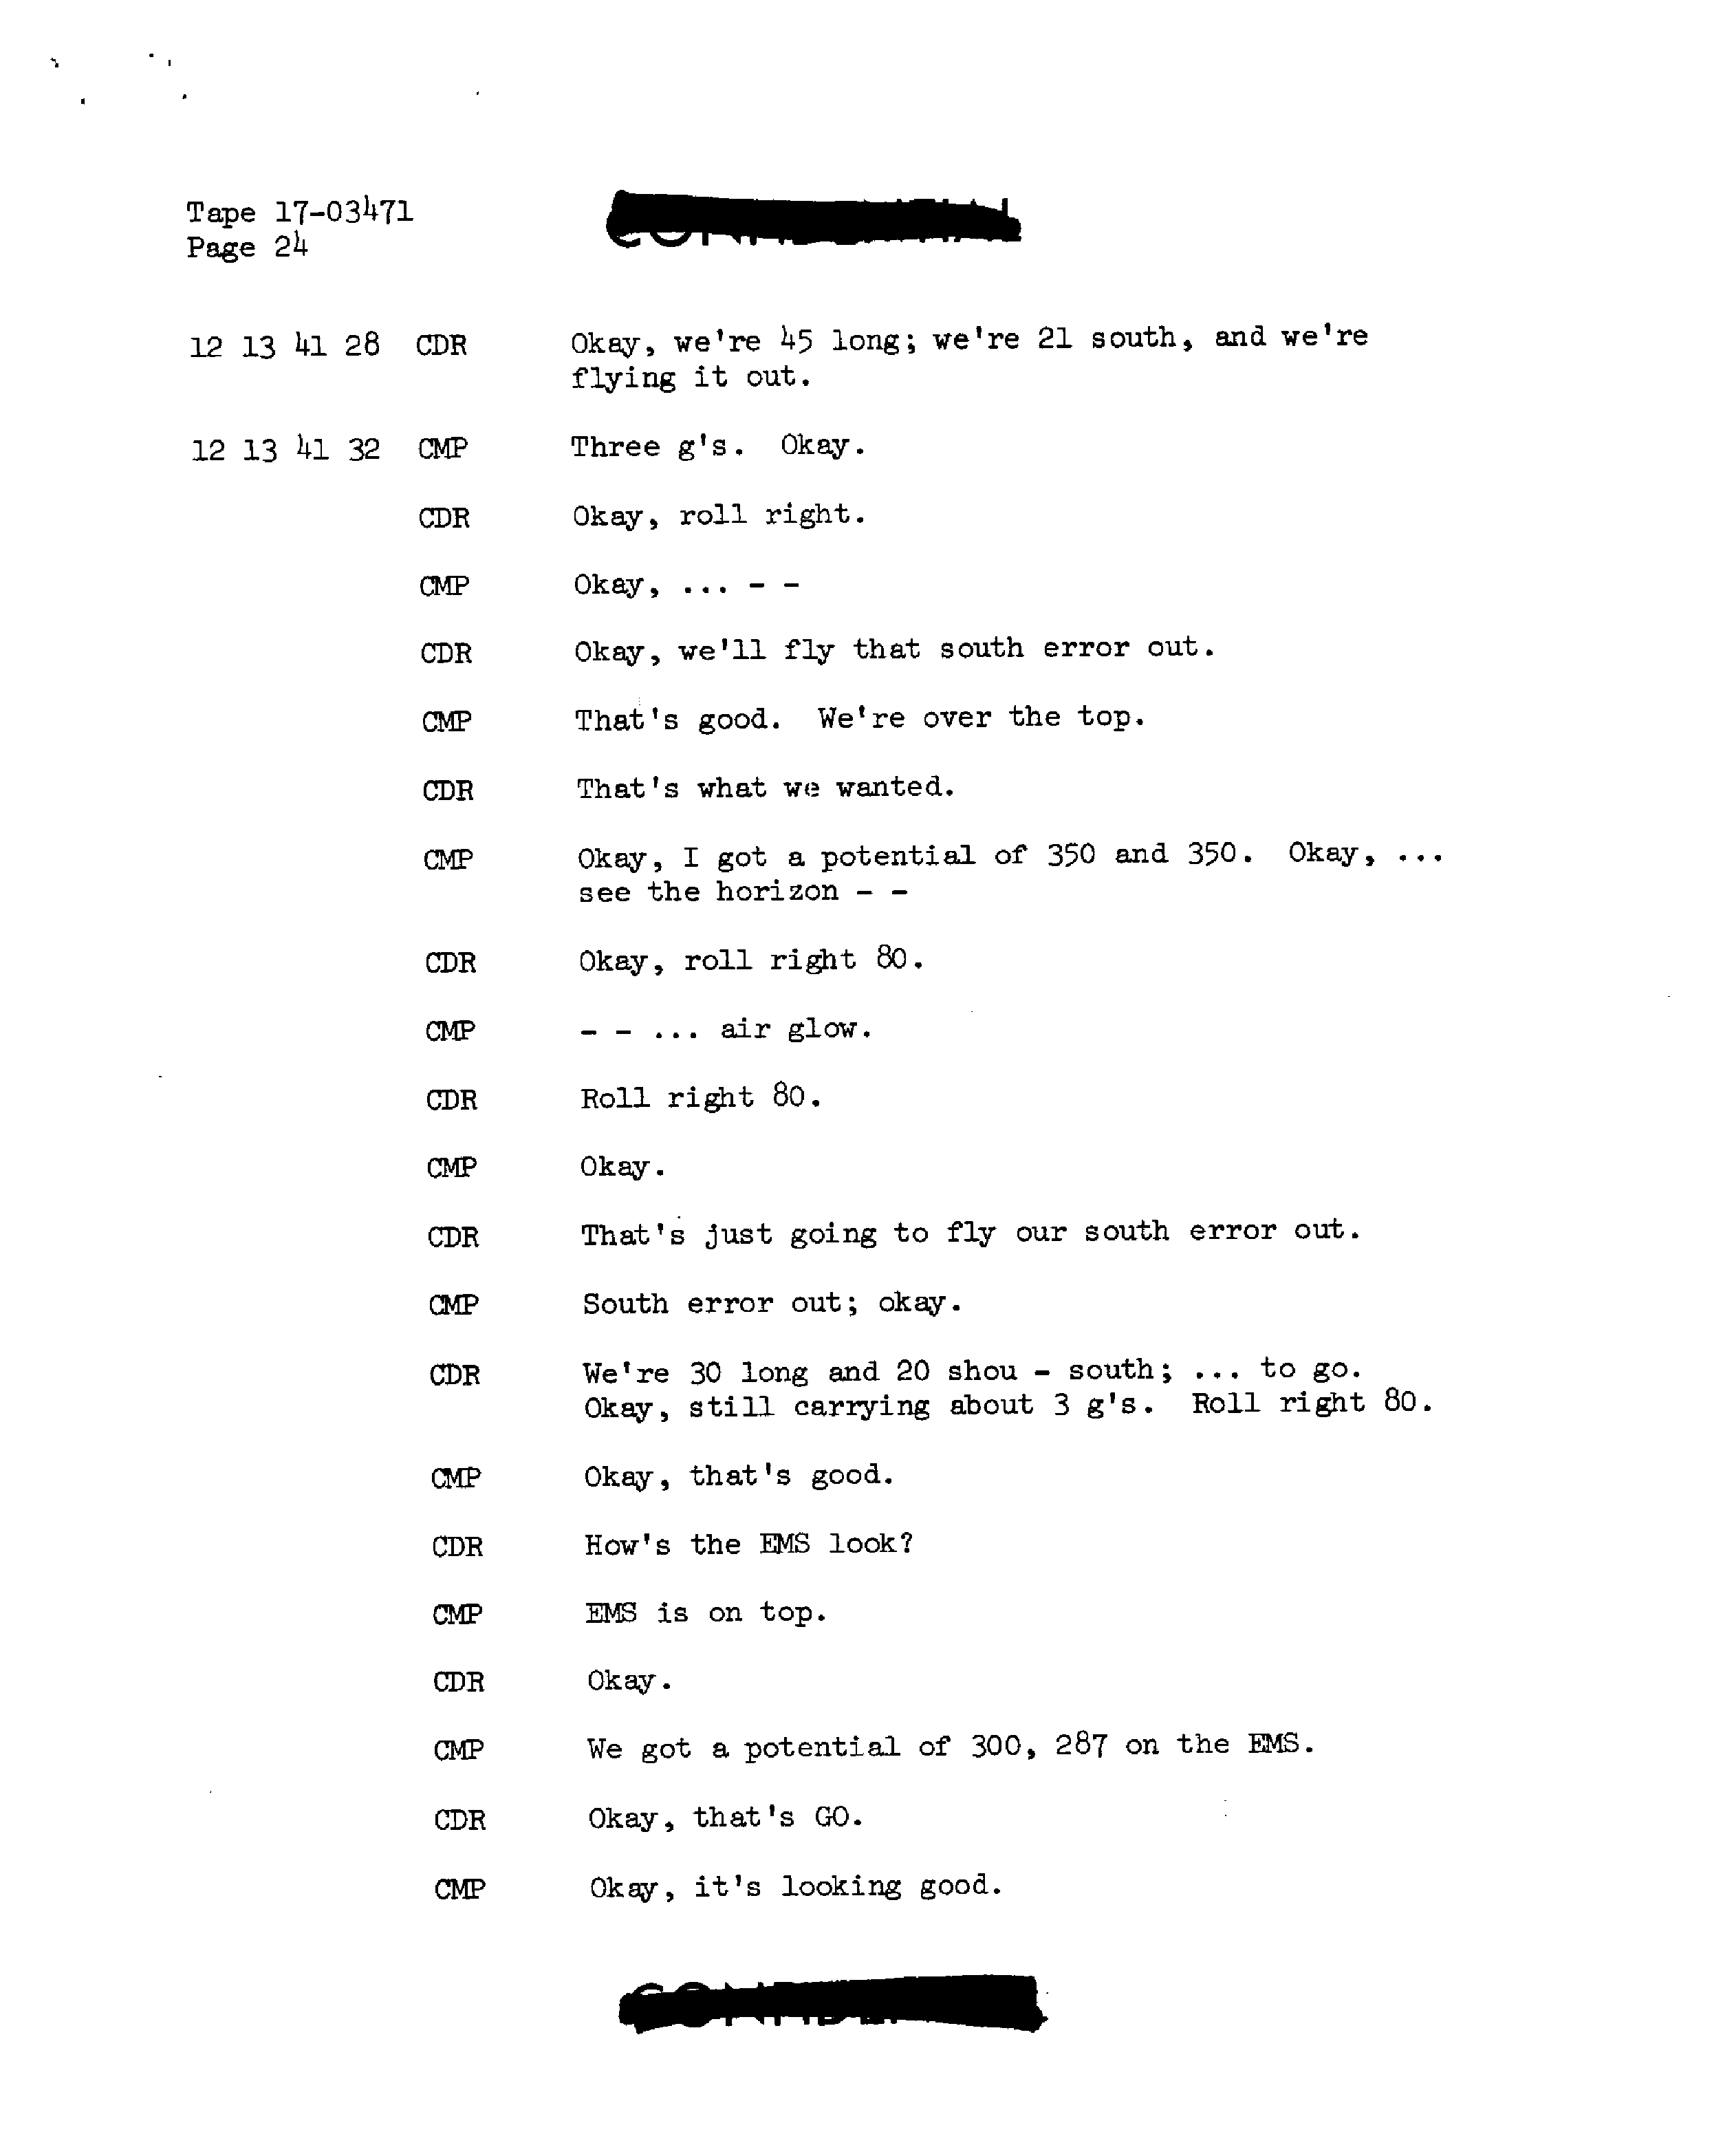 Tape 17-03471
Page 24
CONFIDENTIAL
12 13 41 28 CDR Okay, we're 45 long; we're 21 south, and we're
flying it out.
12 13 41 32 CMP Three g's. Okay.
CDR Okay, roll right.
CMP Okay, ... - -
CDR Okay, we'll fly that south error out.
CMP That's good. We're over the top.
CDR That's what we wanted.
CMP Okay, I got a potential of 350 and 350. Okay, ...
see the horizon - -
CDR Okay, roll right 80.
CMP - - ... air glow.
CDR Roll right 80.
CMP Okay.
CDR That's just going to fly our south error out.
CMP South error out; okay.
CDR We're 30 long and 20 shou - south; ... to go.
Okay, still carrying about 3 g's. Roll right 80.
CMP Okay, that's good.
CDR How's the EMS look?
CMP EMS is on top.
CDR Okay.
CMP We got a potential of 300, 287 on the EMS.
CDR Okay, that's GO.
CMP Okay, it's looking good.